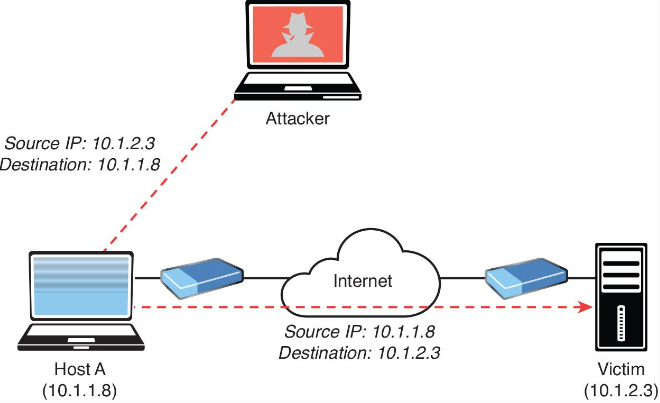 Attacker
Source IP: 10.1.2.3
Destination: 10.1.1.8
Internet
Source IP: 10.1.1.8
Destination: 10.1.2.3
Host A
(10.1.1.8)
Victim
(10.1.2.3)